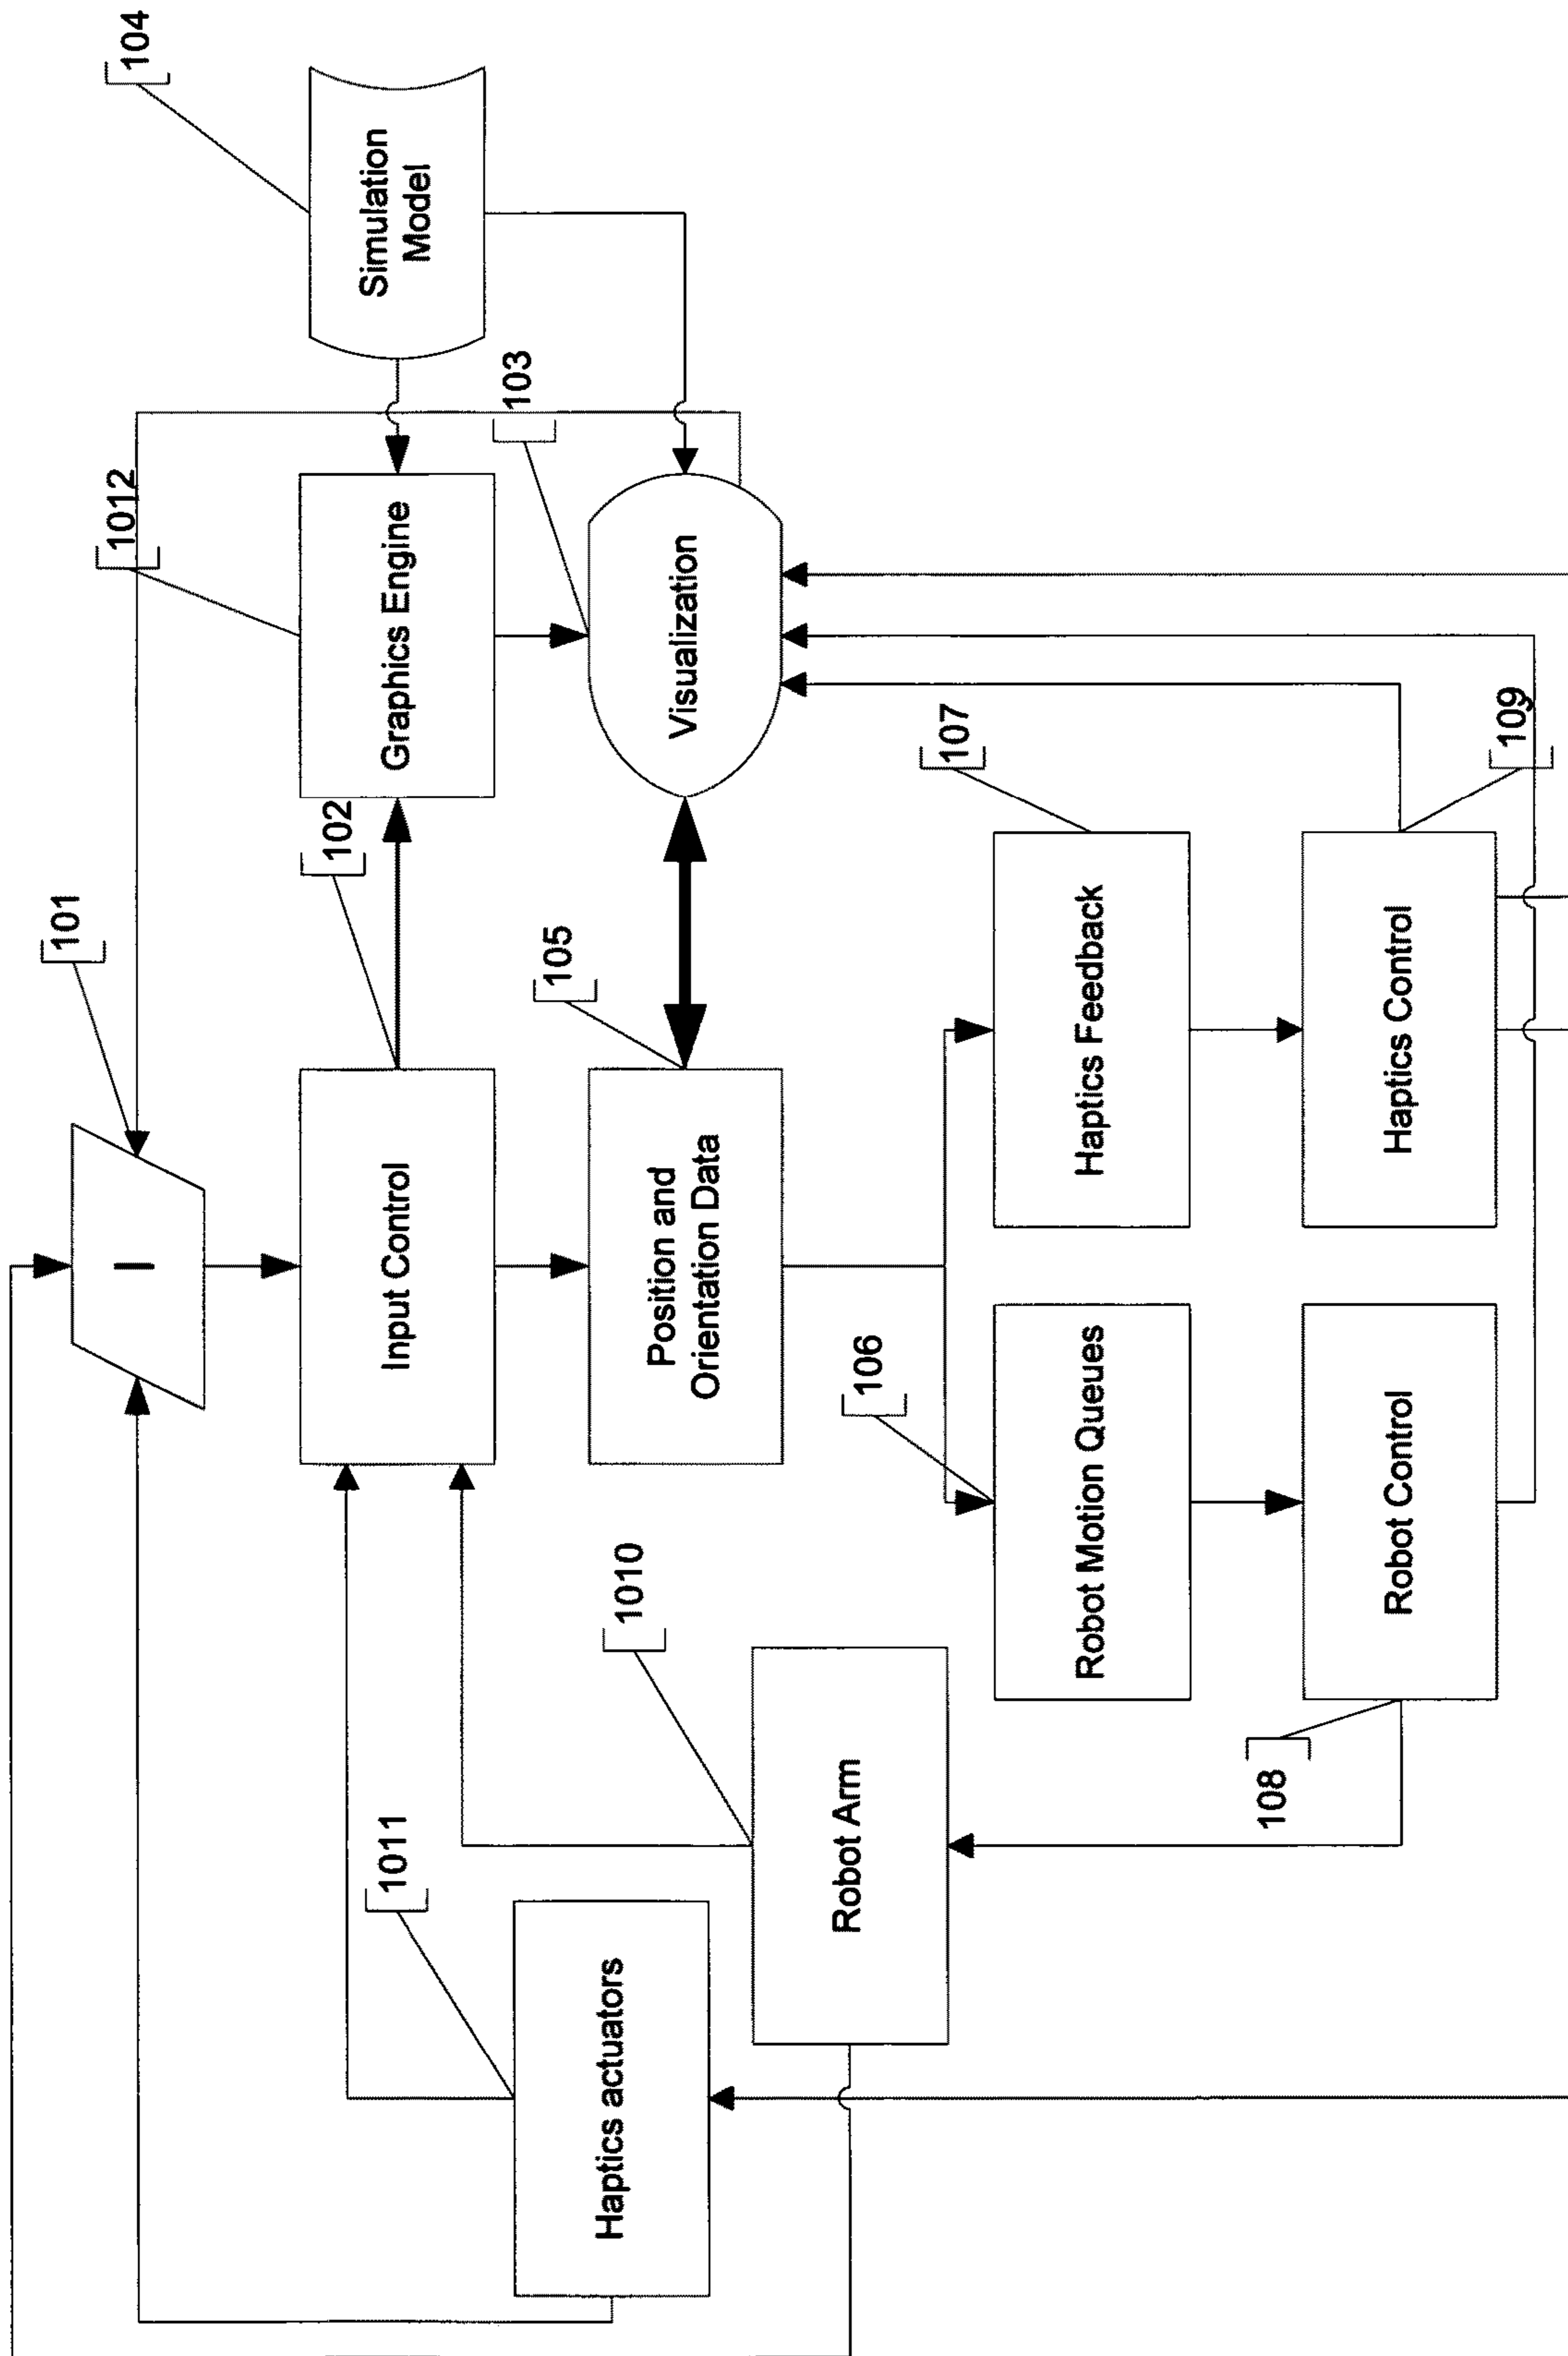 101
I
102
Input Control
1012
Graphics Engine
104
Simulation
Model
103
Visualization
105
Position and
Orientation Data
1011
Haptics actuators
1010
Robot Arm
106
Robot Motion Queues
107
Haptics Feedback
108
Robot Control
109
Haptics Control